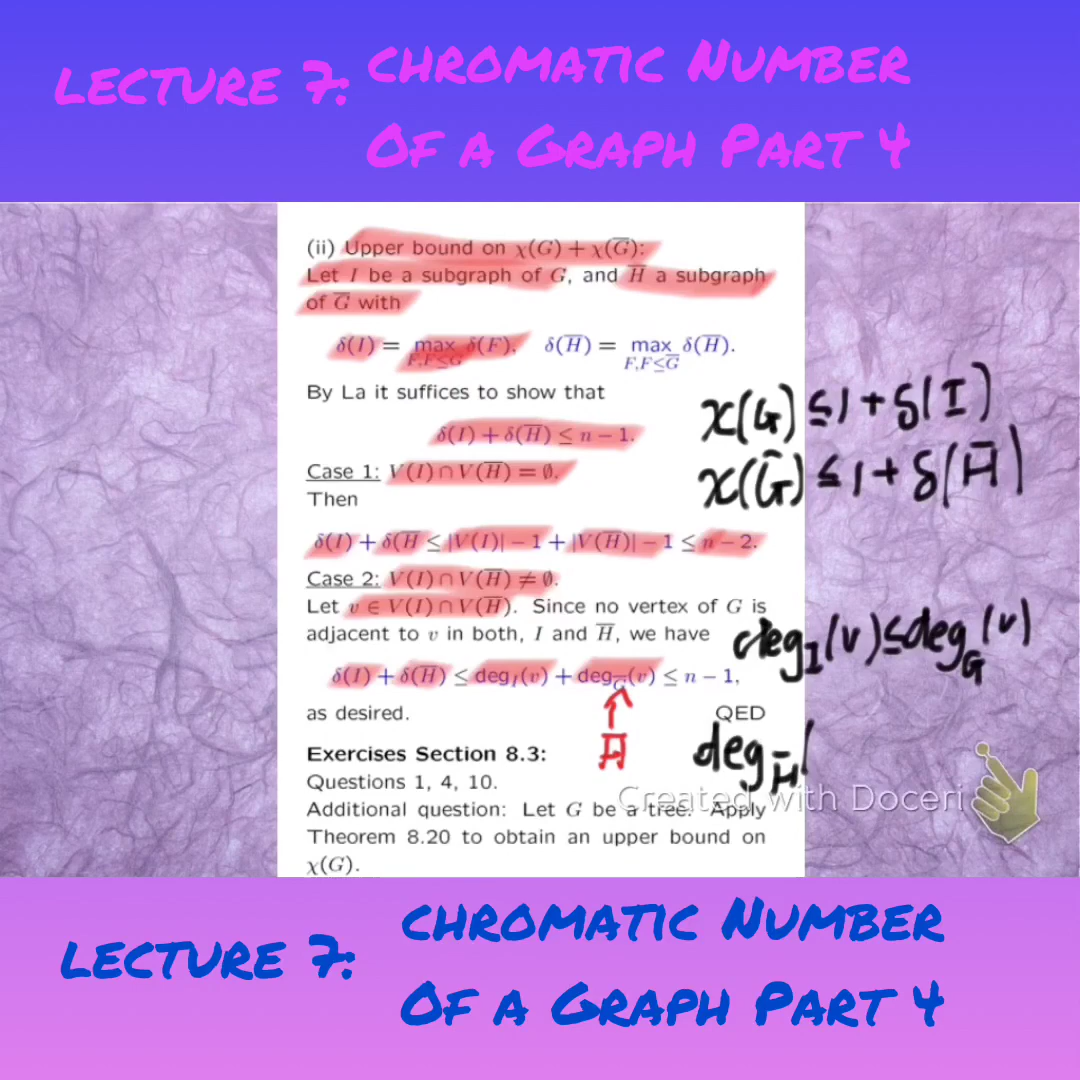 LECTURE 7: CHROMATIC NUMBER
OF A GRAPH PART 4
(ii) Upper bound on χ(G) + χ(G̅):
Let I be a subgraph of G, and H̅ a subgraph
of G̅ with
δ(I) = max δ(F), δ(H̅) = max δ(H̅).
F,F≤G F,F≤G̅
By La it suffices to show that
δ(I) + δ(H̅) ≤ n − 1.
Case 1: V(I) ∩ V(H̅) = ∅.
Then
δ(I) + δ(H̅ ≤ |V(I)| − 1 + |V(H̅)| − 1 ≤ n − 2.
Case 2: V(I) ∩ V(H̅) ≠ ∅.
Let v ∈ V(I) ∩ V(H̅). Since no vertex of G is
adjacent to v in both, I and H̅, we have
δ(I) + δ(H̅) ≤ deg_I(v) + deg_G̅(v) ≤ n − 1,
as desired. QED
H̅
Exercises Section 8.3:
Questions 1, 4, 10.
Additional question: Let G be a tree. Apply
Theorem 8.20 to obtain an upper bound on
χ(G).
χ(G) ≤ 1 + δ(I)
χ(G̅) ≤ 1 + δ(H̅)
deg_I(v) ≤ deg_G(v)
deg_H̅(
Created with Doceri
LECTURE 7: CHROMATIC NUMBER
OF A GRAPH PART 4